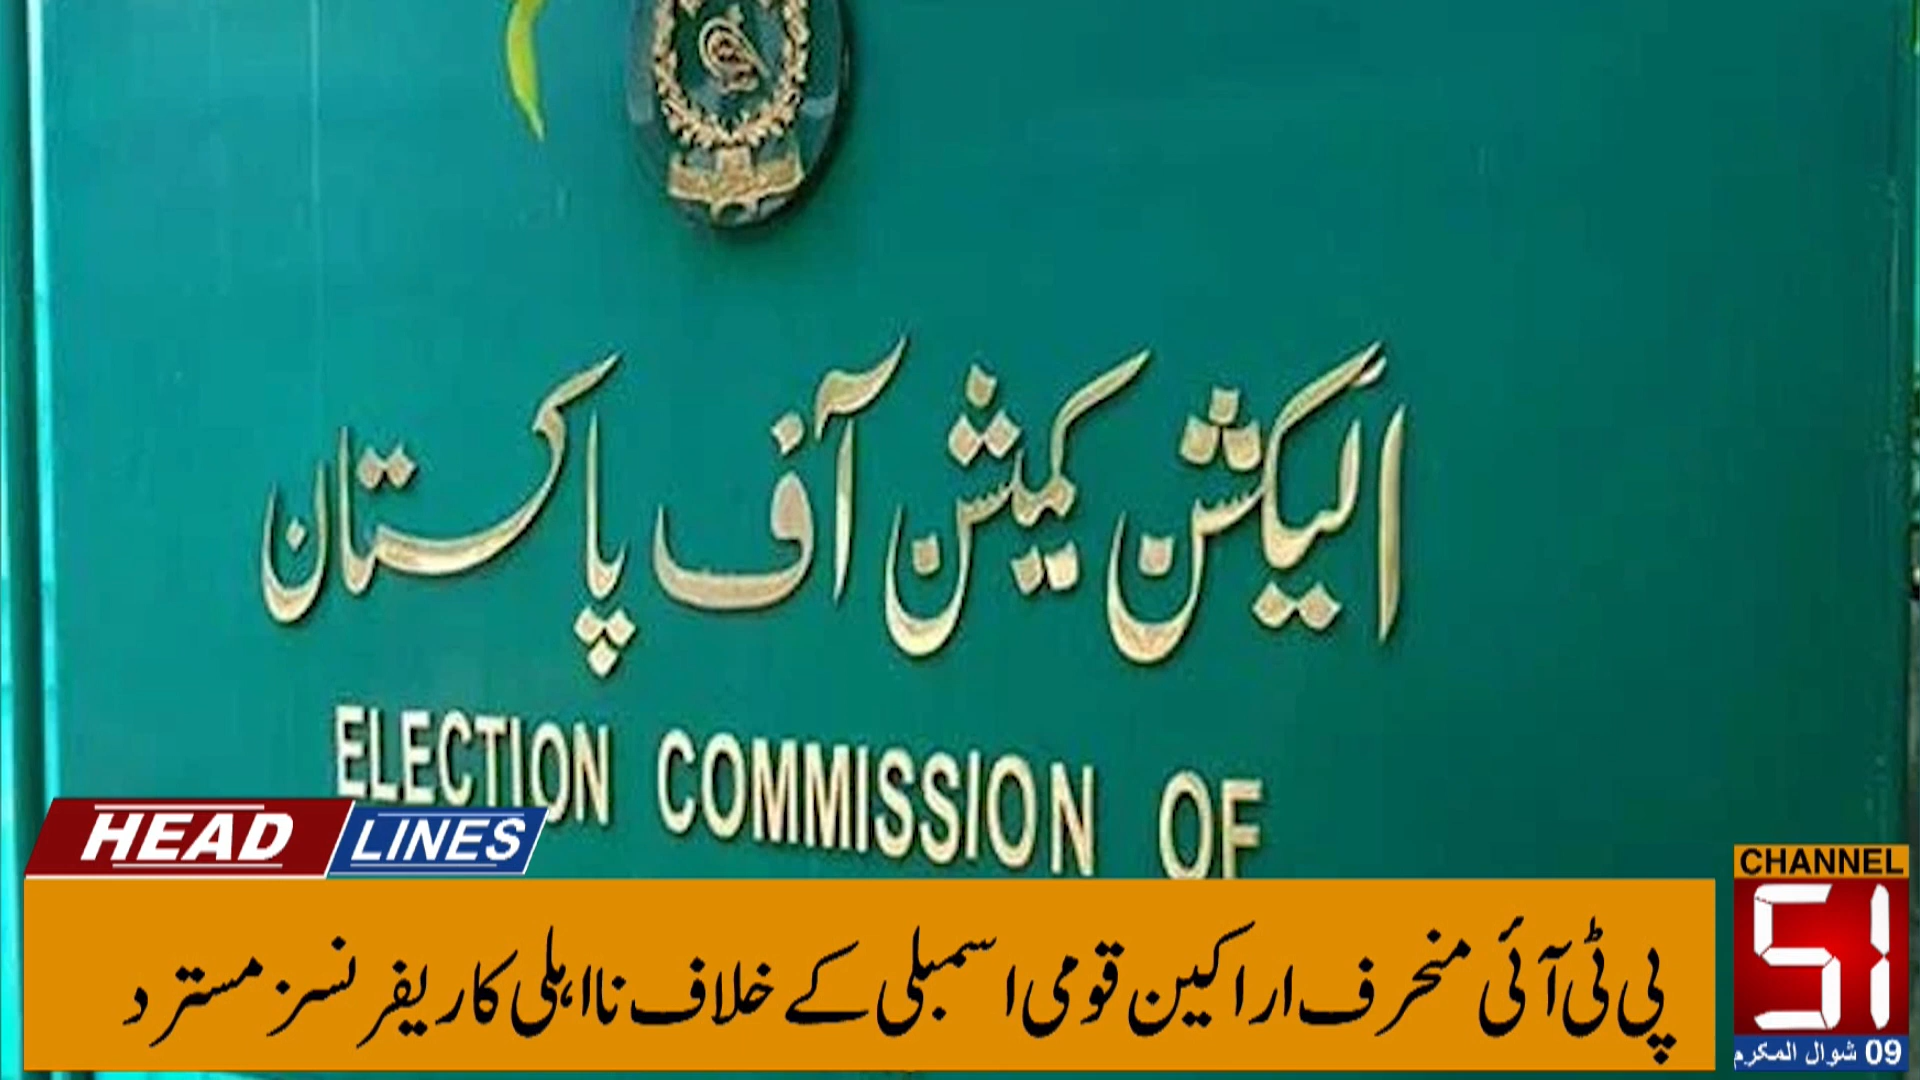 الیکشن کمیشن آف پاکستان
ELECTION COMMISSION OF
HEAD LINES
پی ٹی آئی منحرف اراکین قومی اسمبلی کے خلاف نااہلی کا ریفرنسز مسترد
CHANNEL
51
09 شوال المکرم